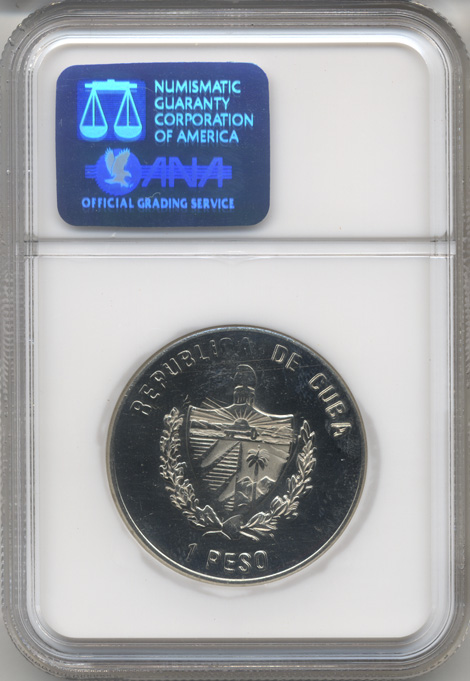 NUMISMATIC
GUARANTY
CORPORATION
OF AMERICA
ANA
OFFICIAL GRADING SERVICE
REPUBLICA DE CUBA
1 PESO